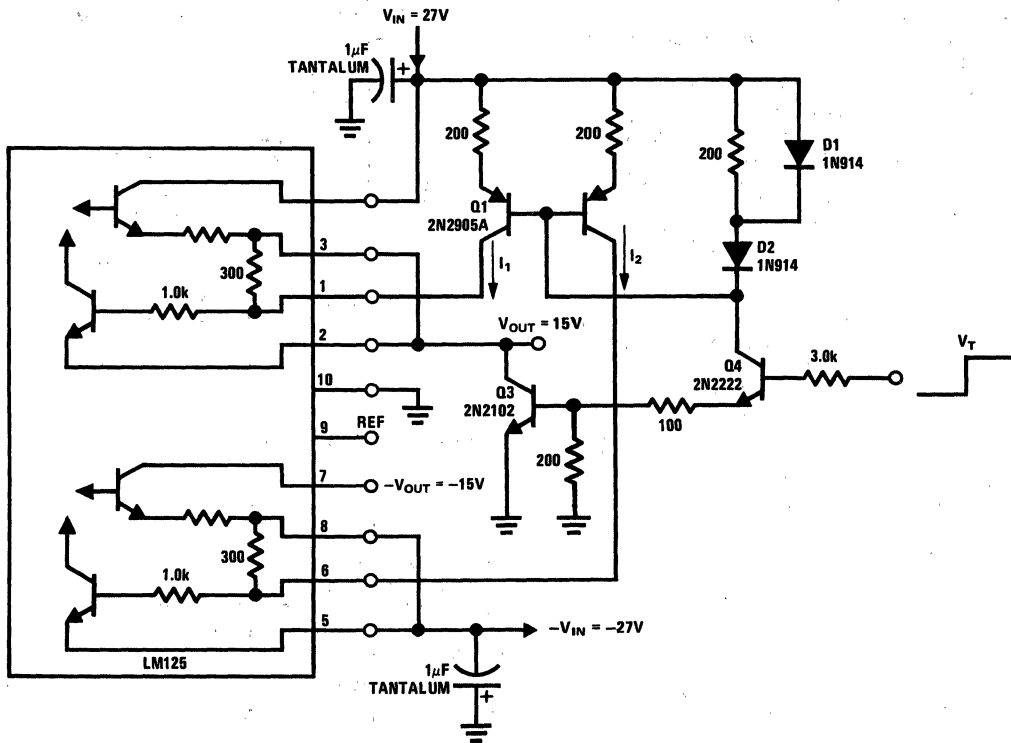 V_IN = 27V
1μF
TANTALUM
+
200
200
200
D1
1N914
Q1
2N2905A
D2
1N914
3
300
I₁
I₂
1.0k
1
V_OUT = 15V
2
3.0k
V_T
Q4
2N2222
10
Q3
2N2102
9
REF
100
200
7
-V_OUT = -15V
8
300
1.0k
6
5
-V_IN = -27V
LM125
1μF
TANTALUM
+